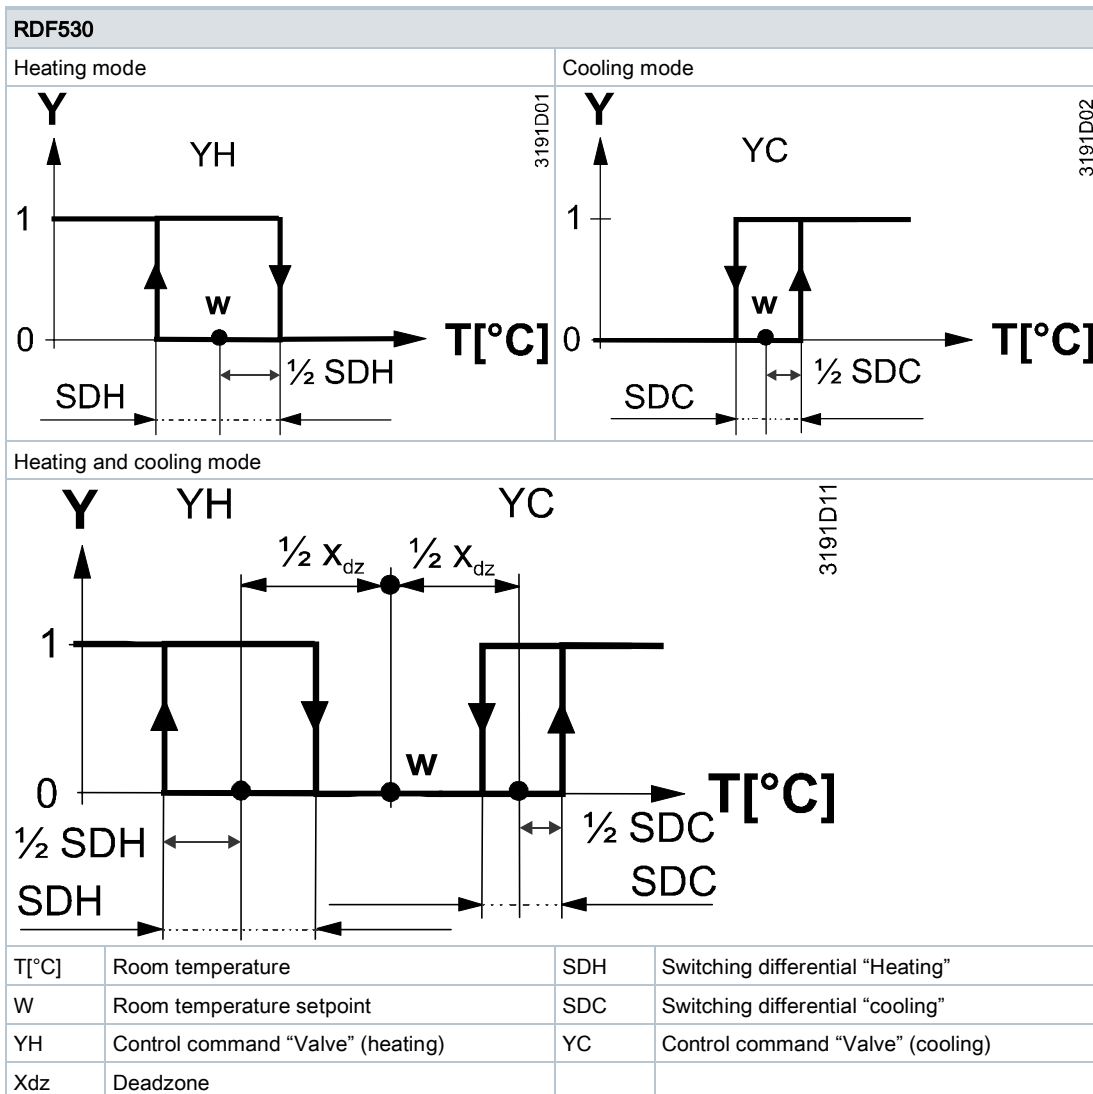 RDF530
Heating mode
Cooling mode
Y
YH
3191D01
1
w
0
T[°C]
½ SDH
SDH
Y
YC
3191D02
1
w
0
T[°C]
½ SDC
SDC
Heating and cooling mode
Y
YH
YC
3191D11
½ Xdz
½ Xdz
1
w
0
T[°C]
½ SDH
½ SDC
SDC
SDH
T[°C] Room temperature SDH Switching differential “Heating”
W Room temperature setpoint SDC Switching differential “cooling”
YH Control command “Valve” (heating) YC Control command “Valve” (cooling)
Xdz Deadzone